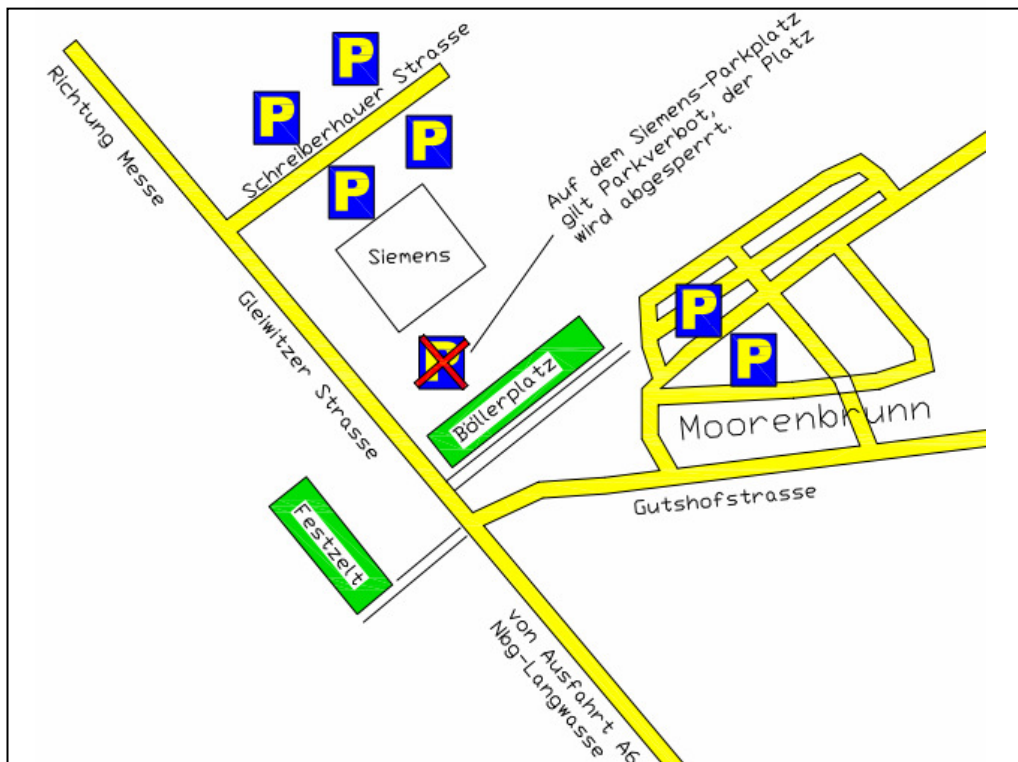 Richtung Messe
P
P
P
P
Schreiberhauer Strasse
Auf dem Siemens-Parkplatz
gilt Parkverbot, der Platz
wird abgesperrt.
Siemens
Gleiwitzer Strasse
P
Böllerplatz
P
P
Moorenbrunn
Gutshofstrasse
Festzelt
von Ausfahrt A6
Nbg-Langwasse